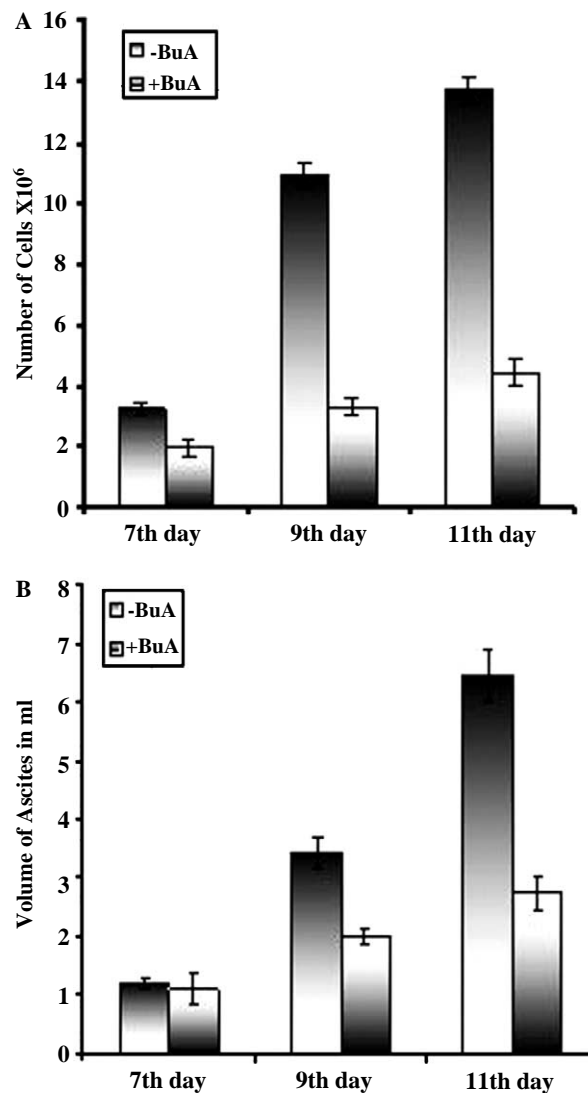 A
16
14
12
10
8
6
4
2
0
Number of Cells X10⁶
-BuA
+BuA
7th day 9th day 11th day
B
8
7
6
5
4
3
2
1
0
Volume of Ascites in ml
-BuA
+BuA
7th day 9th day 11th day